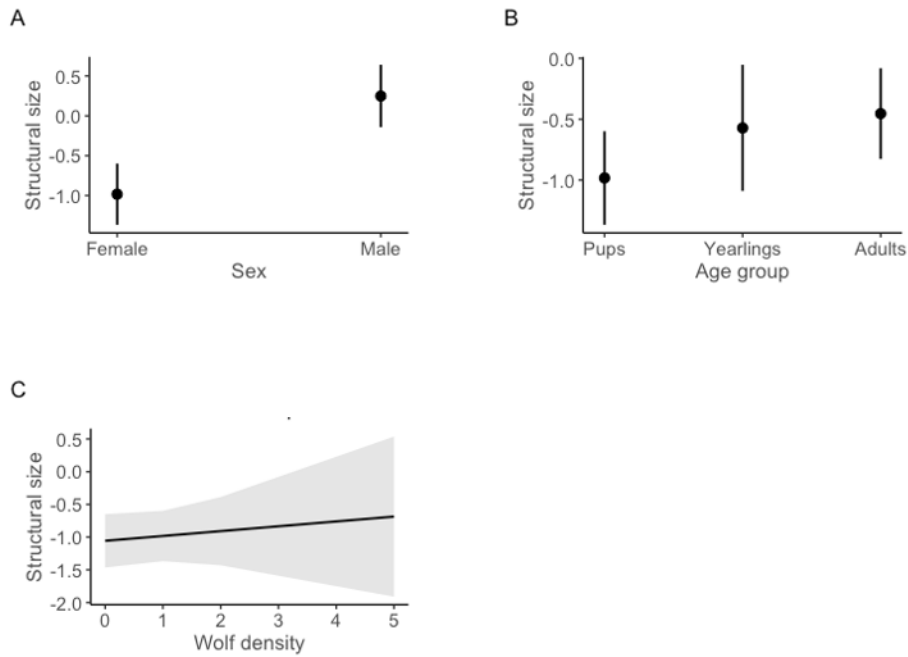 A
Structural size
0.5
0.0
-0.5
-1.0
Female
Male
Sex
B
Structural size
0.0
-0.5
-1.0
Pups
Yearlings
Adults
Age group
C
Structural size
0.5
0.0
-0.5
-1.0
-1.5
-2.0
0 1 2 3 4 5
Wolf density